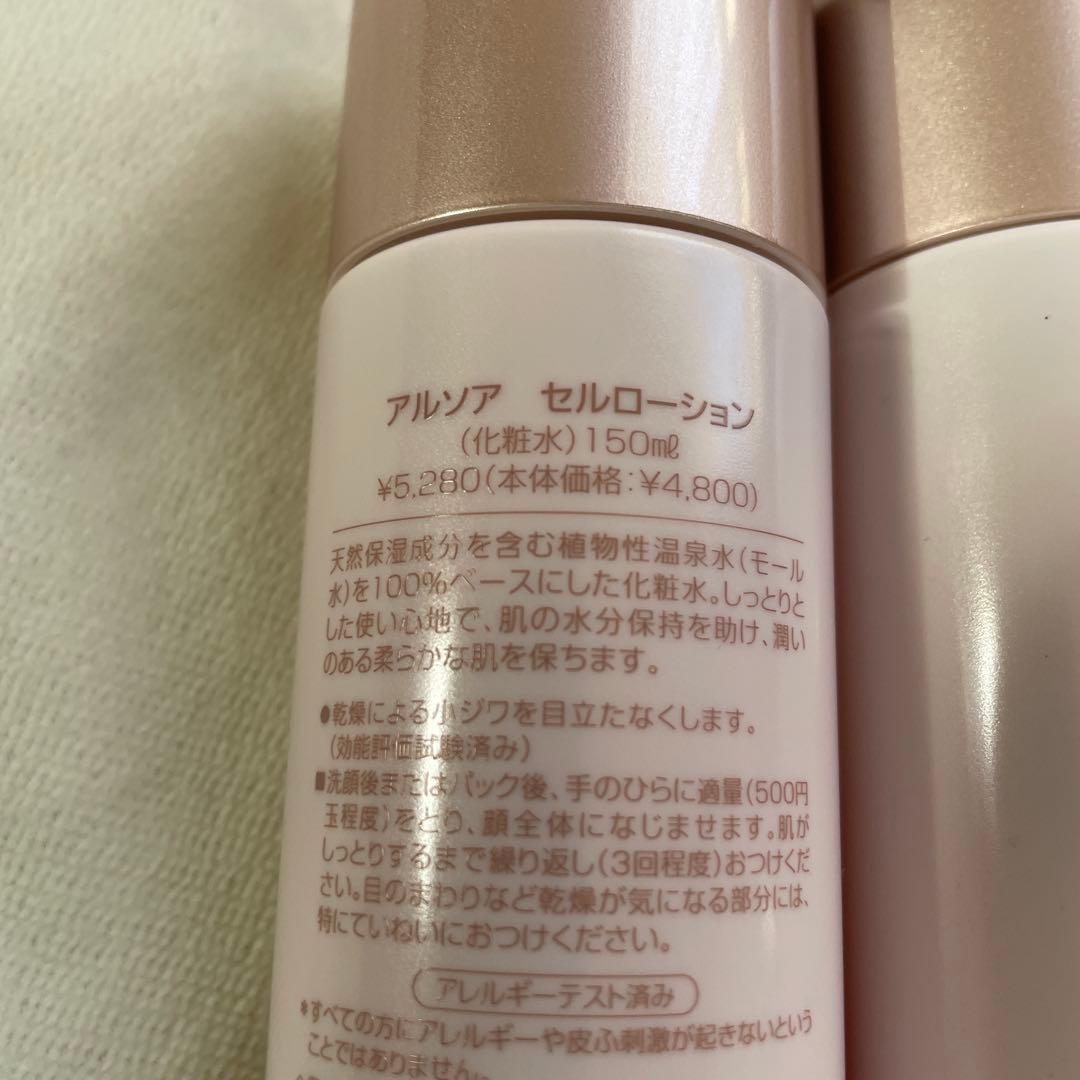 アルソア　セルローション
(化粧水)150㎖
¥5,280(本体価格:¥4,800)
天然保湿成分を含む植物性温泉水(モール
水)を100%ベースにした化粧水。しっとりと
した使い心地で、肌の水分保持を助け、潤い
のある柔らかな肌を保ちます。
●乾燥による小ジワを目立たなくします。
(効能評価試験済み)
■洗顔後またはパック後、手のひらに適量(500円
玉程度)をとり、顔全体になじませます。肌が
しっとりするまで繰り返し(3回程度)おつけくだ
さい。目のまわりなど乾燥が気になる部分には、
特にていねいにおつけください。
アレルギーテスト済み
*すべての方にアレルギーや皮ふ刺激が起きないという
ことではありません。